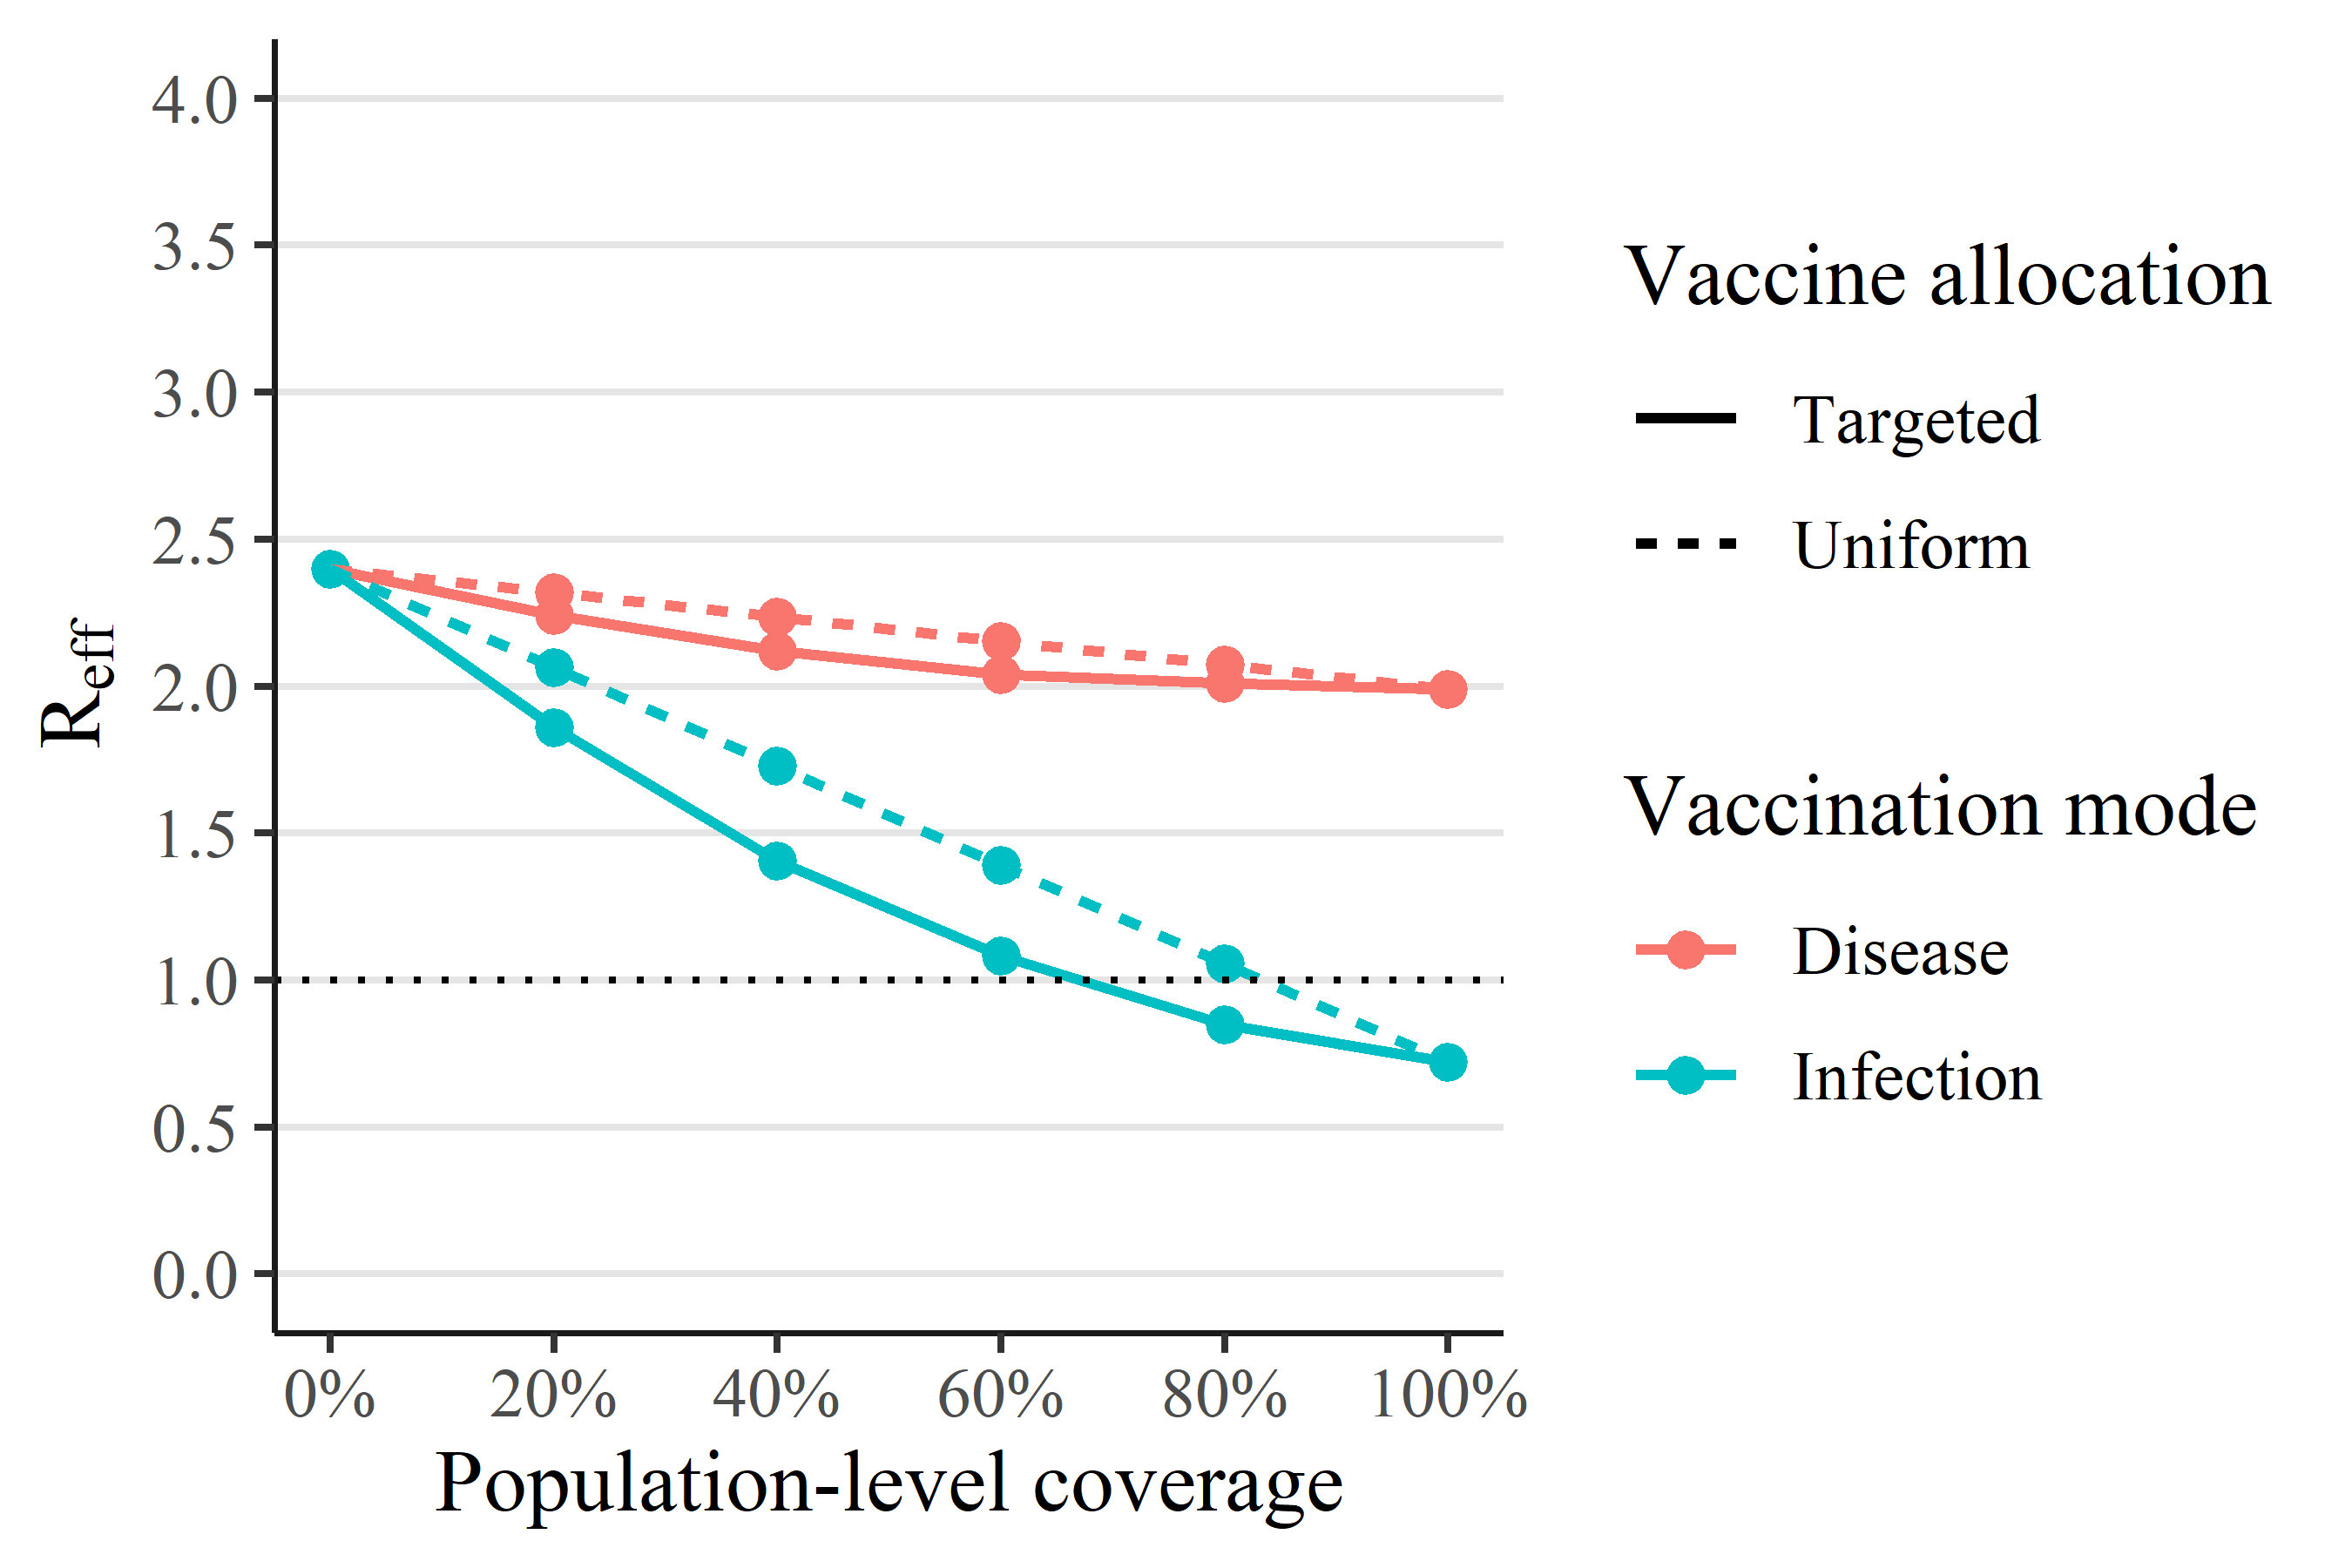 4.0
3.5
3.0
2.5
2.0
1.5
1.0
0.5
0.0
Reff
0% 20% 40% 60% 80% 100%
Population-level coverage
Vaccine allocation
Targeted
Uniform
Vaccination mode
Disease
Infection